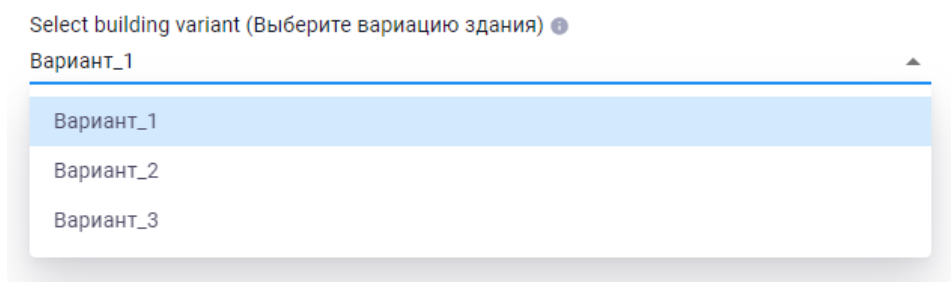 Select building variant (Выберите вариацию здания)
Вариант_1
Вариант_1
Вариант_2
Вариант_3